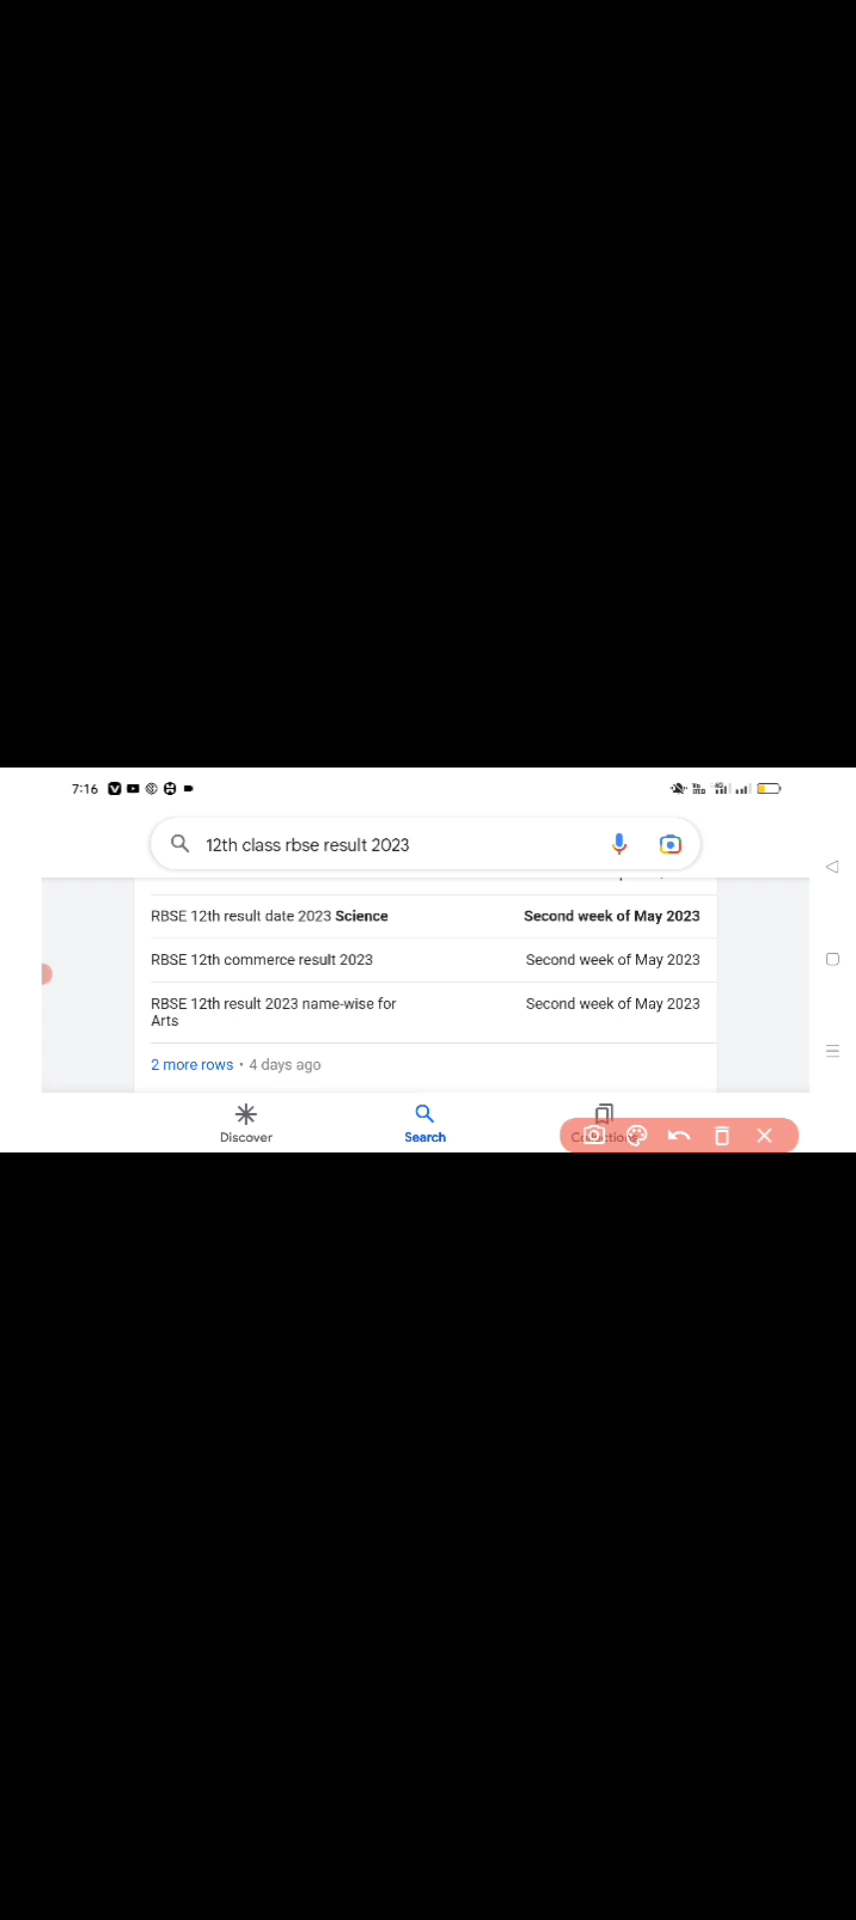 7:16
12th class rbse result 2023
RBSE 12th result date 2023 Science Second week of May 2023
RBSE 12th commerce result 2023 Second week of May 2023
RBSE 12th result 2023 name-wise for Second week of May 2023
Arts
2 more rows · 4 days ago
Discover Search